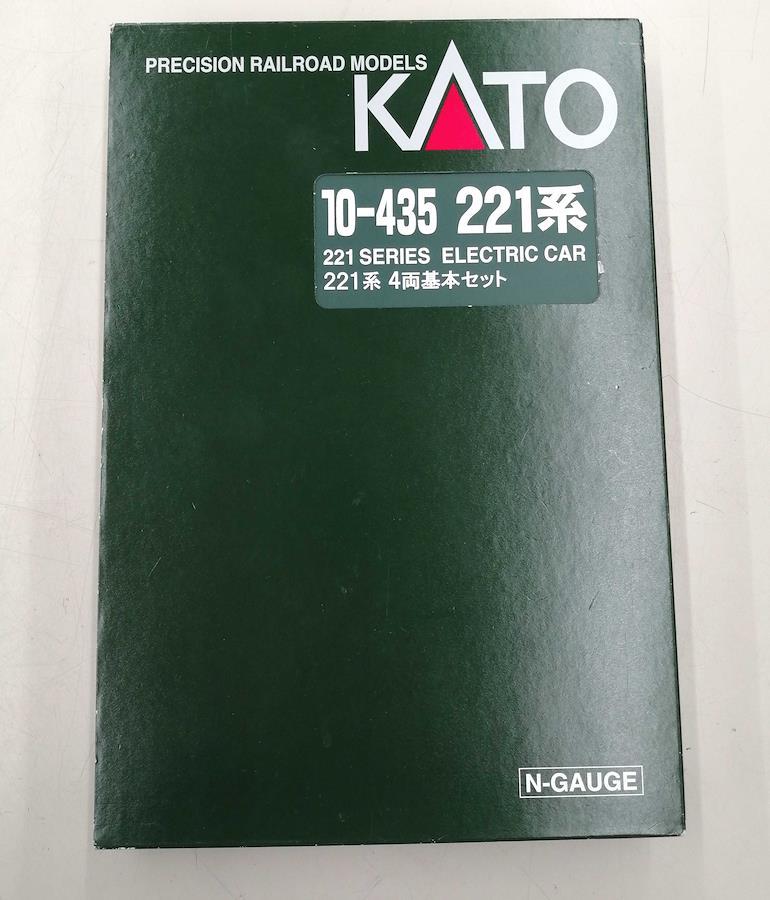 PRECISION RAILROAD MODELS
KATO
10-435 221系
221 SERIES ELECTRIC CAR
221系 4両基本セット
N-GAUGE